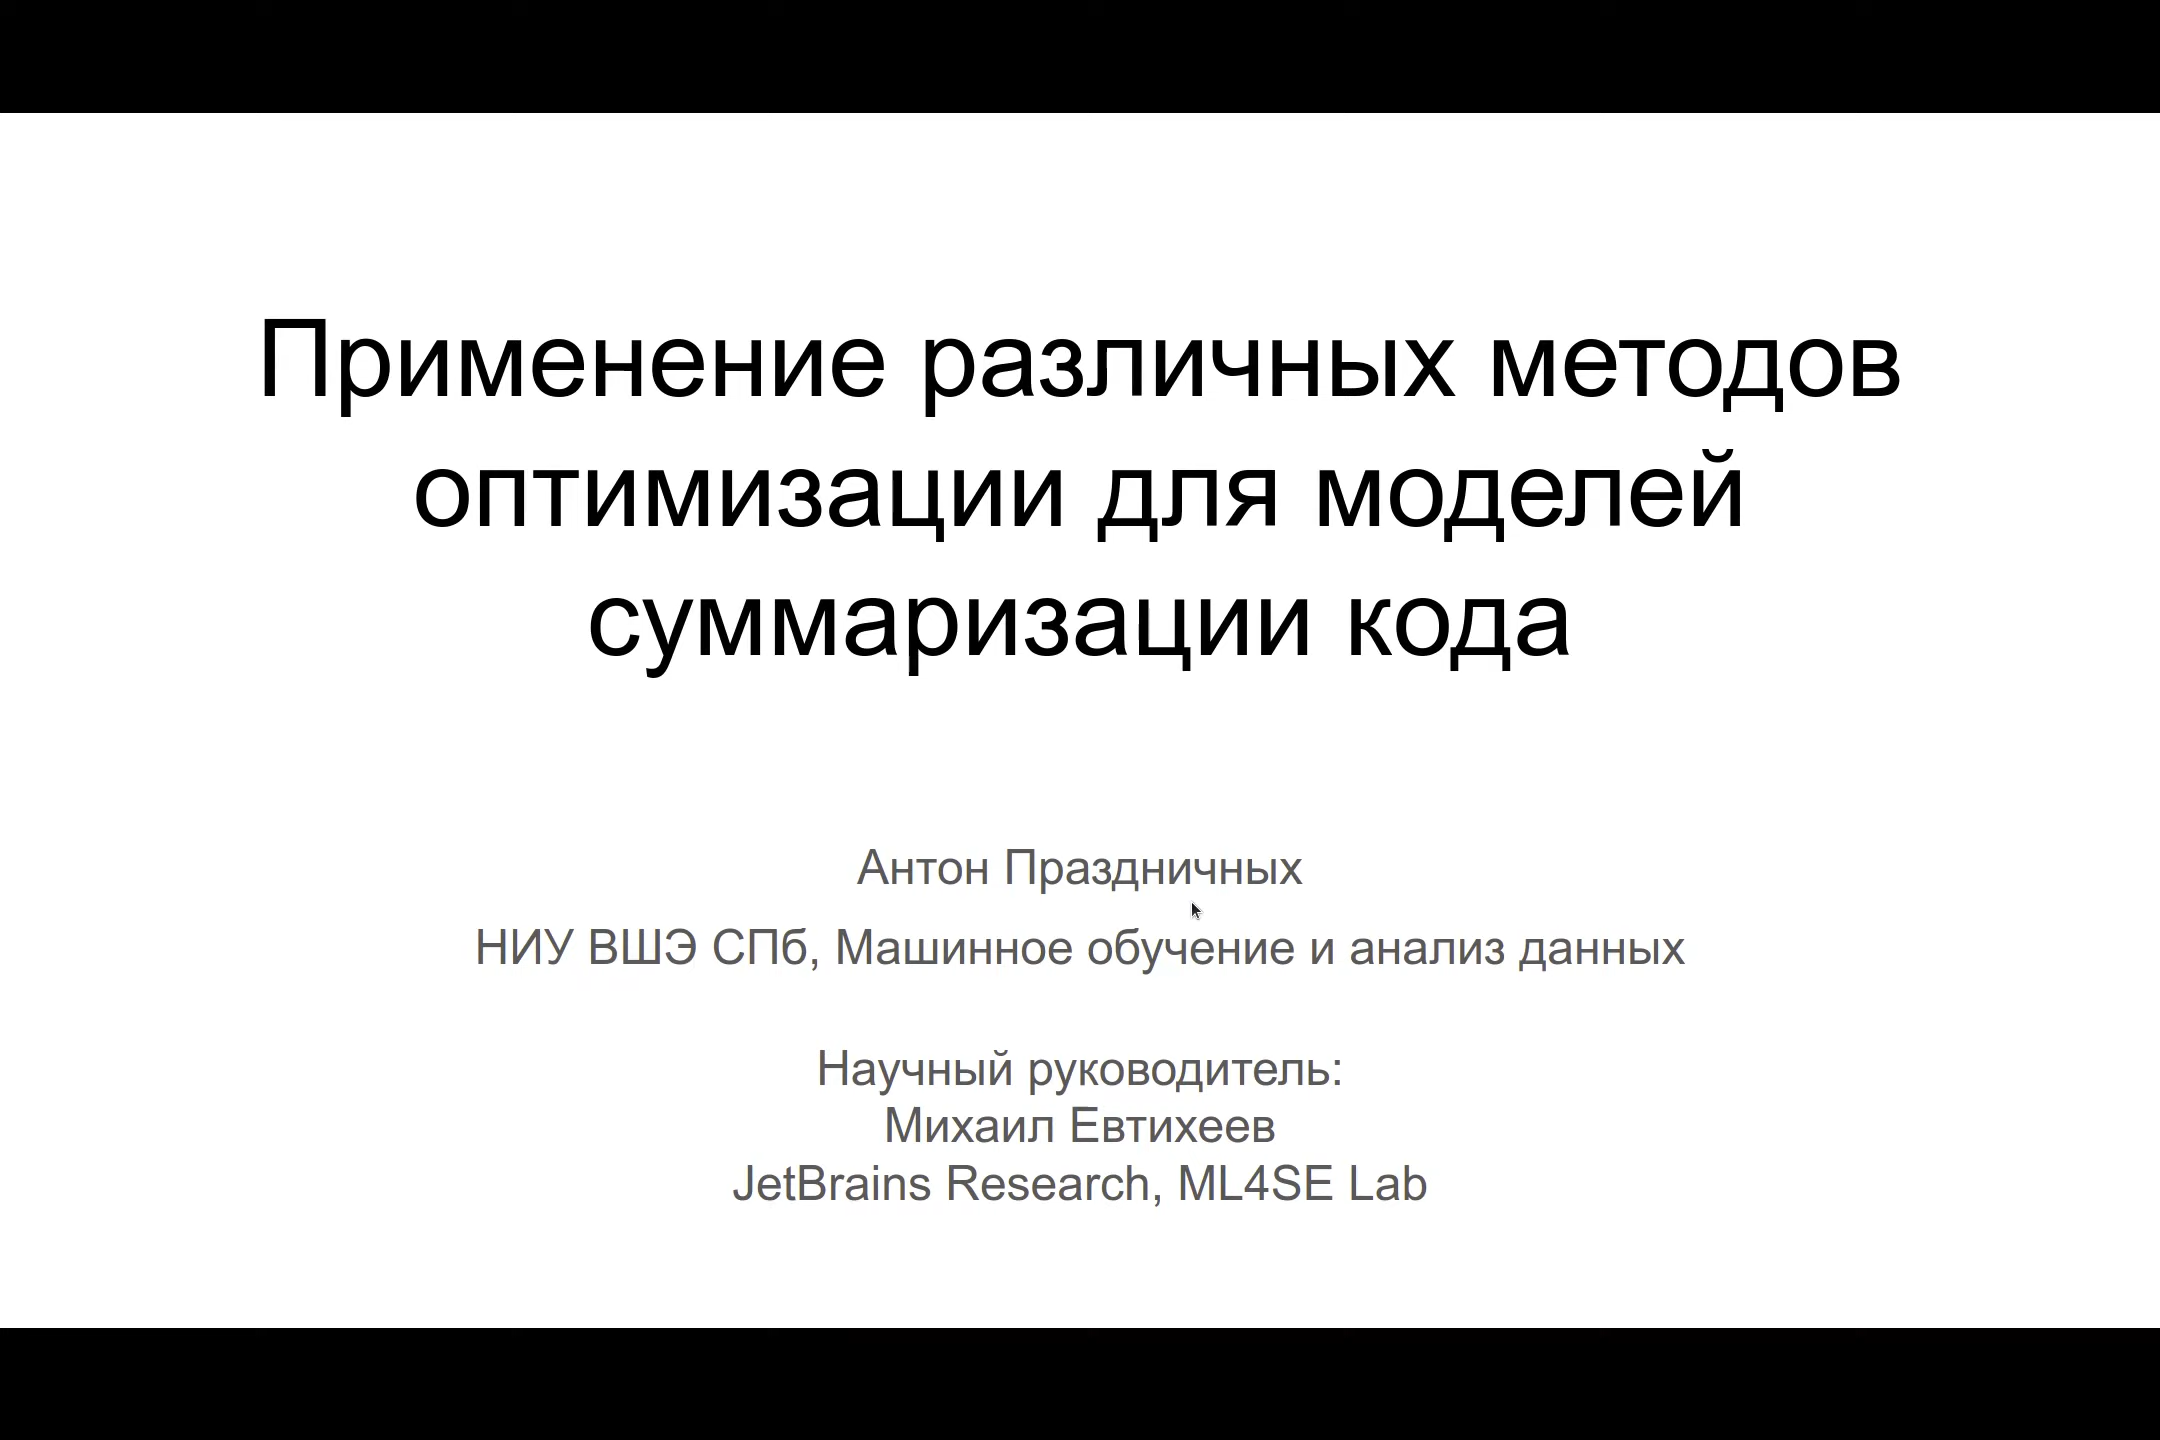 Применение различных методов
оптимизации для моделей
суммаризации кода
Антон Праздничных
НИУ ВШЭ СПб, Машинное обучение и анализ данных
Научный руководитель:
Михаил Евтихеев
JetBrains Research, ML4SE Lab